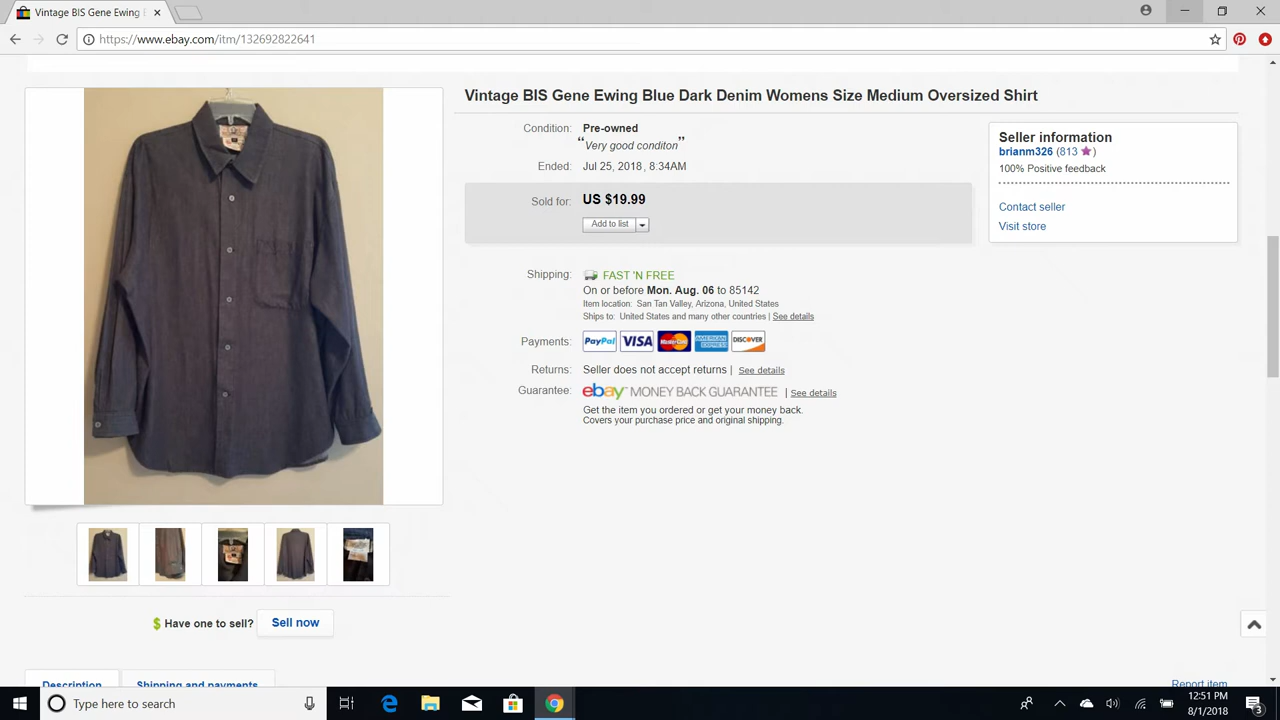 Vintage BIS Gene Ewing
https://www.ebay.com/itm/132692822641
Vintage BIS Gene Ewing Blue Dark Denim Womens Size Medium Oversized Shirt
Condition: Pre-owned
“Very good conditon”
Ended: Jul 25, 2018 , 8:34AM
Sold for: US $19.99
Add to list
Seller information
brianm326 (813 )
100% Positive feedback
Contact seller
Visit store
Shipping: FAST 'N FREE
On or before Mon. Aug. 06 to 85142
Item location: San Tan Valley, Arizona, United States
Ships to: United States and many other countries | See details
Payments: PayPal VISA MasterCard AMERICAN EXPRESS DISCOVER
Returns: Seller does not accept returns | See details
Guarantee: ebay MONEY BACK GUARANTEE | See details
Get the item you ordered or get your money back.
Covers your purchase price and original shipping.
$ Have one to sell? Sell now
Description Shipping and payments
Report item
Type here to search
12:51 PM
8/1/2018
3